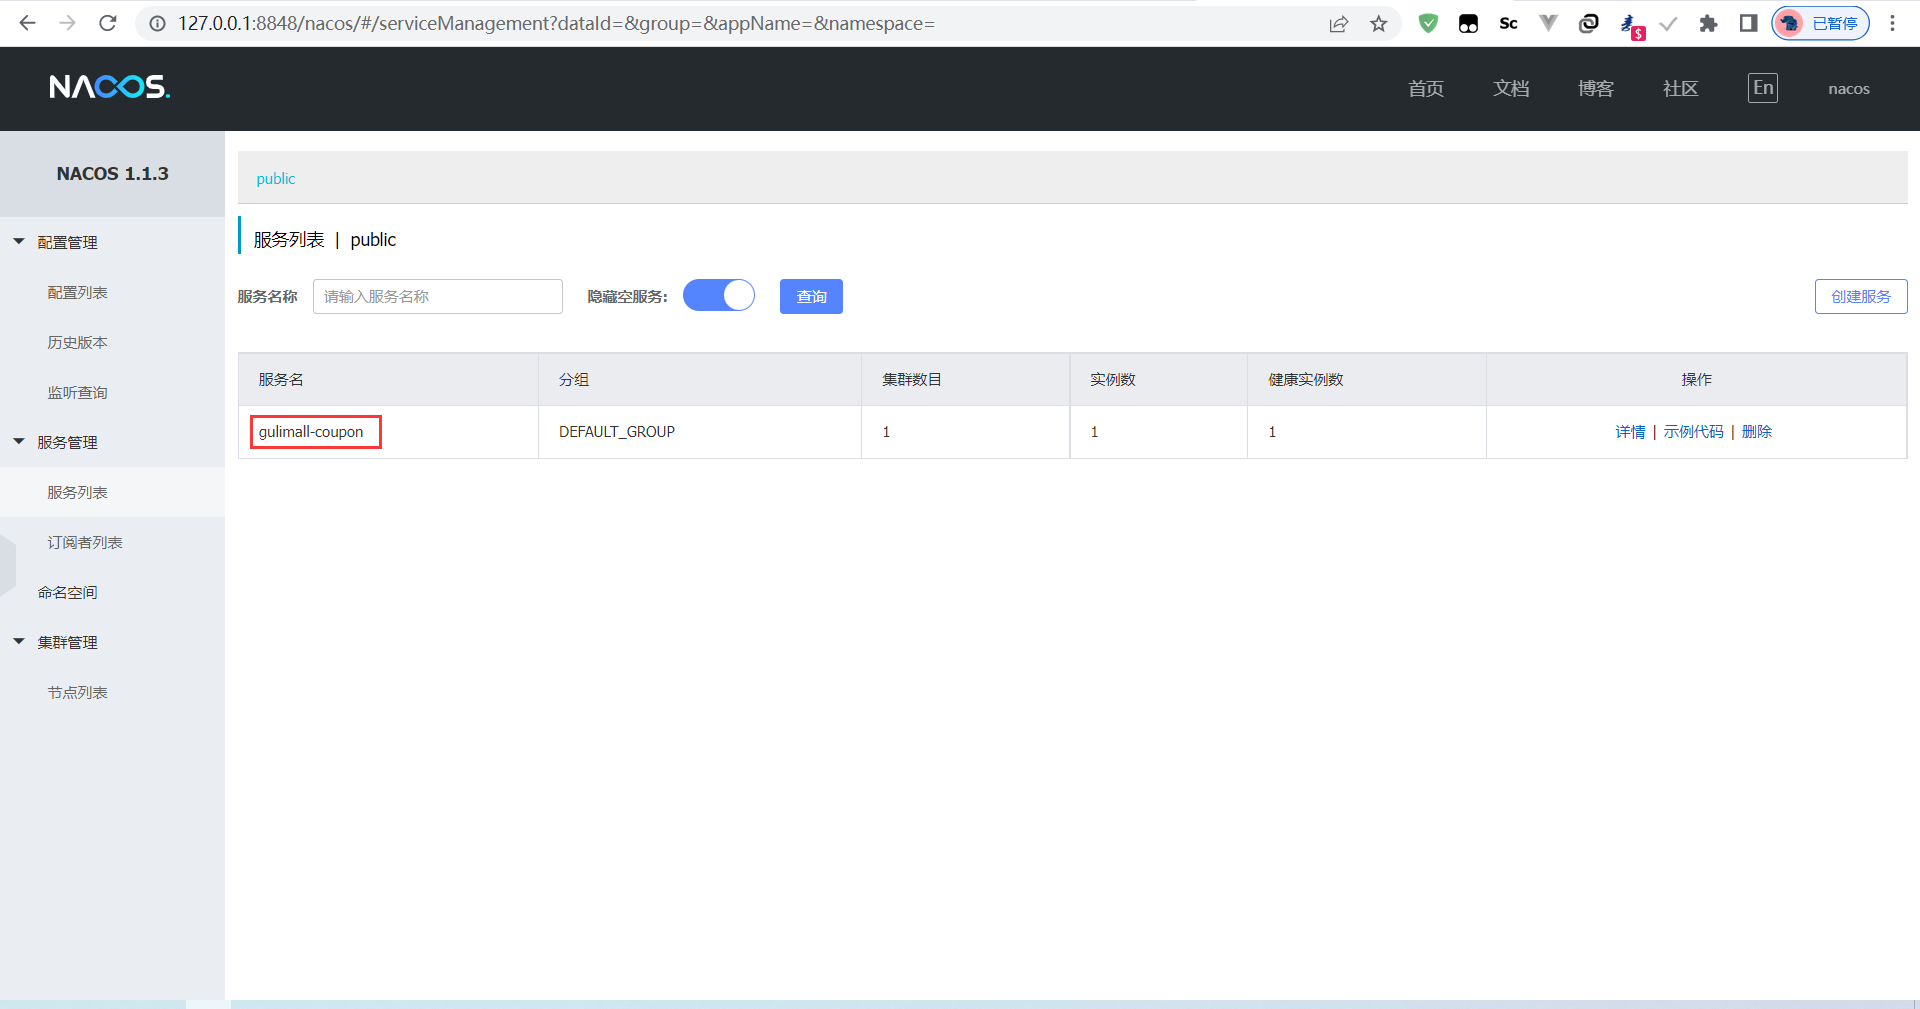 127.0.0.1:8848/nacos/#/serviceManagement?dataId=&group=&appName=&namespace=
Sc
$
已暂停
NACOS.
首页
文档
博客
社区
En
nacos
NACOS 1.1.3
配置管理
配置列表
历史版本
监听查询
服务管理
服务列表
订阅者列表
命名空间
集群管理
节点列表
public
服务列表 | public
服务名称 请输入服务名称 隐藏空服务: 查询 创建服务
服务名 分组 集群数目 实例数 健康实例数 操作
gulimall-coupon DEFAULT_GROUP 1 1 1 详情 | 示例代码 | 删除